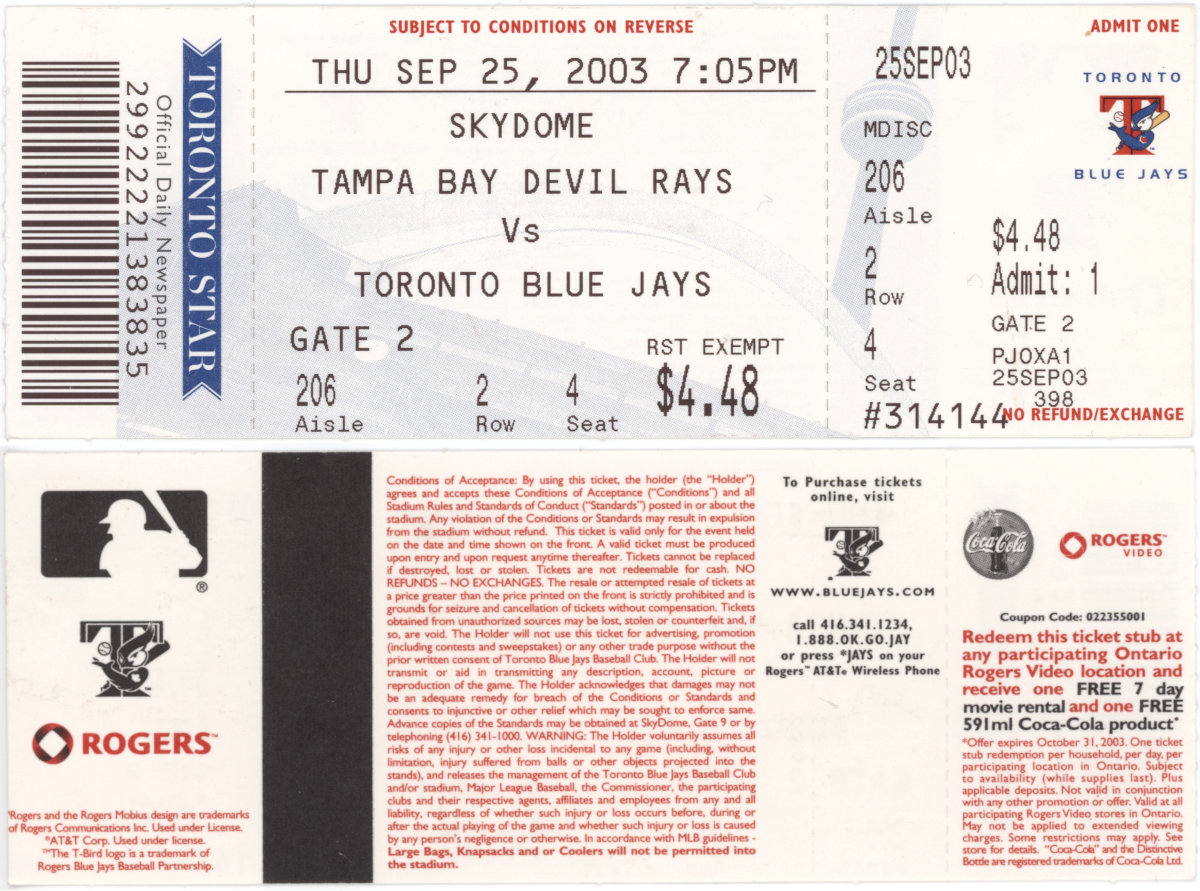 SUBJECT TO CONDITIONS ON REVERSE
THU SEP 25, 2003 7:05PM
SKYDOME
TAMPA BAY DEVIL RAYS
Vs
TORONTO BLUE JAYS
GATE 2
RST EXEMPT
206 2 4 $4.48
Aisle Row Seat
TORONTO STAR
Official Daily Newspaper
2992222138383​5
ADMIT ONE
25SEP03
TORONTO
BLUE JAYS
MDISC
206
Aisle
2
Row
4
Seat
#314144
$4.48
Admit: 1
GATE 2
PJOXA1
25SEP03
398
NO REFUND/EXCHANGE
ROGERS™
*Rogers and the Rogers Mobius design are trademarks
of Rogers Communications Inc. Used under License.
*AT&T Corp. Used under license.
™The T-Bird logo is a trademark of
Rogers Blue Jays Baseball Partnership.
Conditions of Acceptance: By using this ticket, the holder (the "Holder")
agrees and accepts these Conditions of Acceptance ("Conditions") and all
Stadium Rules and Standards of Conduct ("Standards") posted in or about the
stadium. Any violation of the Conditions or Standards may result in expulsion
from the stadium without refund. This ticket is valid only for the event held
on the date and time shown on the front. A valid ticket must be produced
upon entry and upon request anytime thereafter. Tickets cannot be replaced
if destroyed, lost or stolen. Tickets are not redeemable for cash. NO
REFUNDS – NO EXCHANGES. The resale or attempted resale of tickets at
a price greater than the price printed on the front is strictly prohibited and is
grounds for seizure and cancellation of tickets without compensation. Tickets
obtained from unauthorized sources may be lost, stolen or counterfeit and, if
so, are void. The Holder will not use this ticket for advertising, promotion
(including contests and sweepstakes) or any other trade purpose without the
prior written consent of Toronto Blue Jays Baseball Club. The Holder will not
transmit or aid in transmitting any description, account, picture or
reproduction of the game. The Holder acknowledges that damages may not
be an adequate remedy for breach of the Conditions or Standards and
consents to injunctive or other relief which may be sought to enforce same.
Advance copies of the Standards may be obtained at SkyDome, Gate 9 or by
telephoning (416) 341-1000. WARNING: The Holder voluntarily assumes all
risks of any injury or other loss incidental to any game (including, without
limitation, injury suffered from balls or other objects projected into the
stands), and releases the management of the Toronto Blue Jays Baseball Club
and/or stadium, Major League Baseball, the Commissioner, the participating
clubs and their respective agents, affiliates and employees from any and all
liability, regardless of whether such injury or loss occurs before, during or
after the actual playing of the game and whether such injury or loss is caused
by any person's negligence or otherwise. In accordance with MLB guidelines -
Large Bags, Knapsacks and or Coolers will not be permitted into
the stadium.
To Purchase tickets
online, visit
WWW.BLUEJAYS.COM
call 416.341.1234,
1.888.OK.GO.JAY
or press *JAYS on your
Rogers™ AT&T® Wireless Phone
Coca-Cola
ROGERS™
VIDEO
Coupon Code: 022355001
Redeem this ticket stub at
any participating Ontario
Rogers Video location and
receive one FREE 7 day
movie rental and one FREE
591ml Coca-Cola product*
*Offer expires October 31, 2003. One ticket
stub redemption per household, per day, per
participating location in Ontario. Subject
to availability (while supplies last). Plus
applicable deposits. Not valid in conjunction
with any other promotion or offer. Valid at all
participating Rogers Video stores in Ontario.
May not be applied to extended viewing
charges. Some restrictions may apply. See
store for details. "Coca-Cola" and the Distinctive
Bottle are registered trademarks of Coca-Cola Ltd.